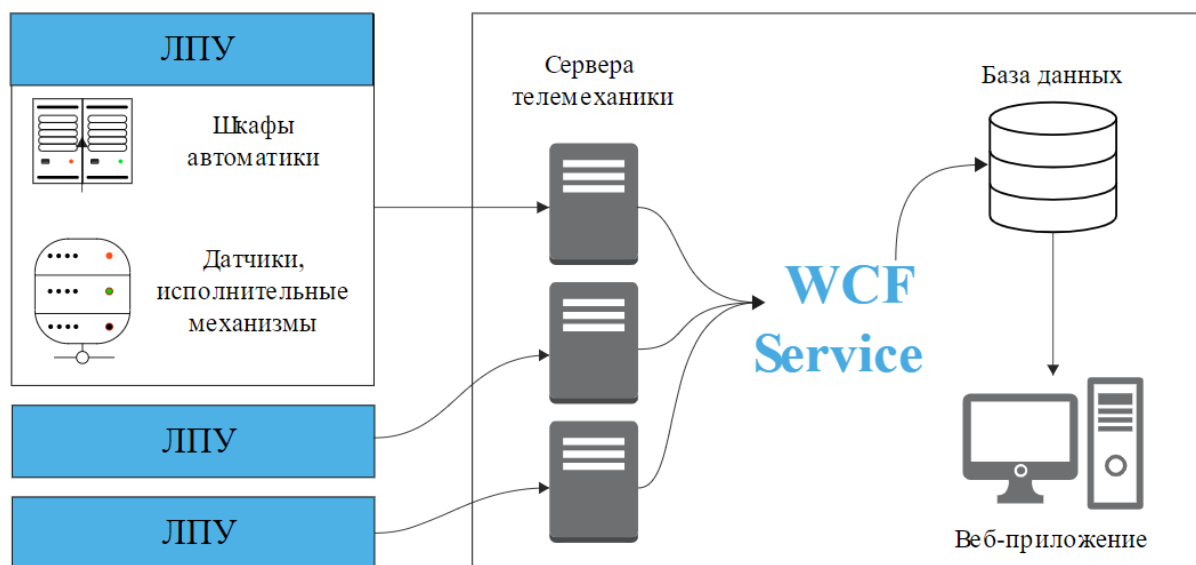 ЛПУ
Шкафы
автоматики
Датчики,
исполнительные
механизмы
ЛПУ
ЛПУ
Сервера
телемеханики
WCF
Service
База данных
Веб-приложение